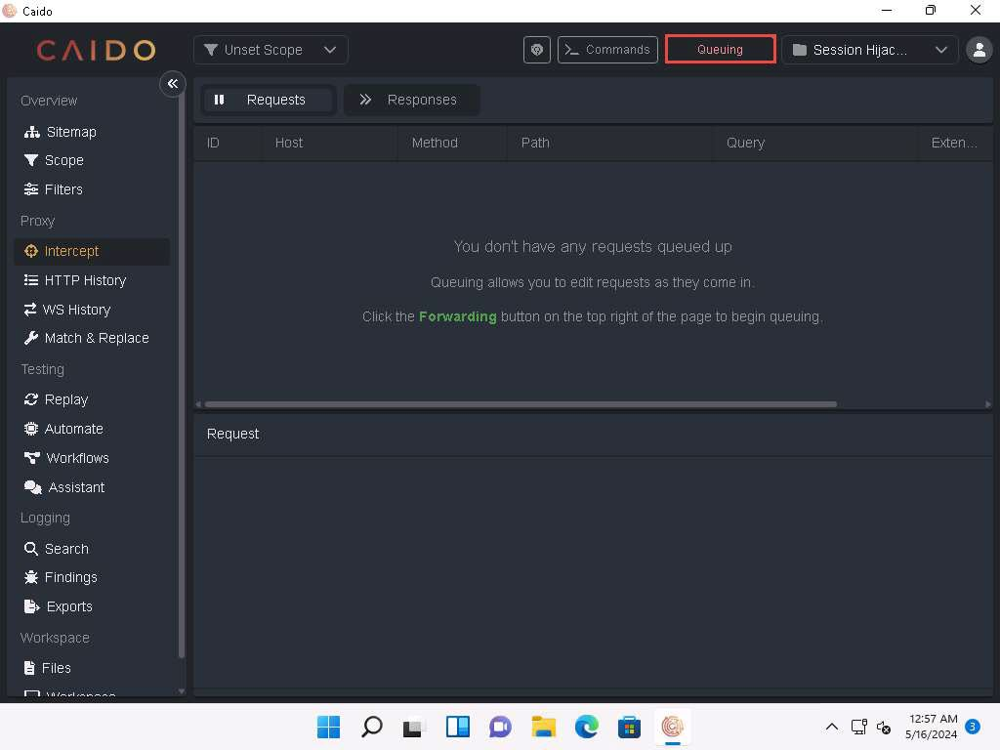 Caido
CAIDO
Unset Scope
Commands
Queuing
Session Hijac...
Overview
Sitemap
Scope
Filters
Proxy
Intercept
HTTP History
WS History
Match & Replace
Testing
Replay
Automate
Workflows
Assistant
Logging
Search
Findings
Exports
Workspace
Files
Workspace
Requests
Responses
ID Host Method Path Query Exten...
You don't have any requests queued up
Queuing allows you to edit requests as they come in.
Click the Forwarding button on the top right of the page to begin queuing.
Request
12:57 AM
5/16/2024
3